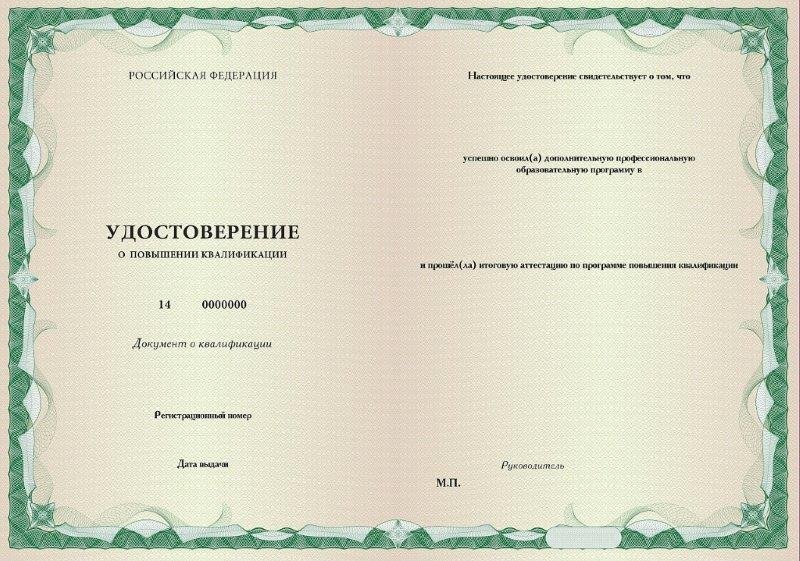 РОССИЙСКАЯ ФЕДЕРАЦИЯ
УДОСТОВЕРЕНИЕ
О ПОВЫШЕНИИ КВАЛИФИКАЦИИ
14 0000000
Документ о квалификации
Регистрационный номер
Дата выдачи
Настоящее удостоверение свидетельствует о том, что
успешно освоил(а) дополнительную профессиональную
образовательную программу в
и прошёл(ла) итоговую аттестацию по программе повышения квалификации
Руководитель
М.П.